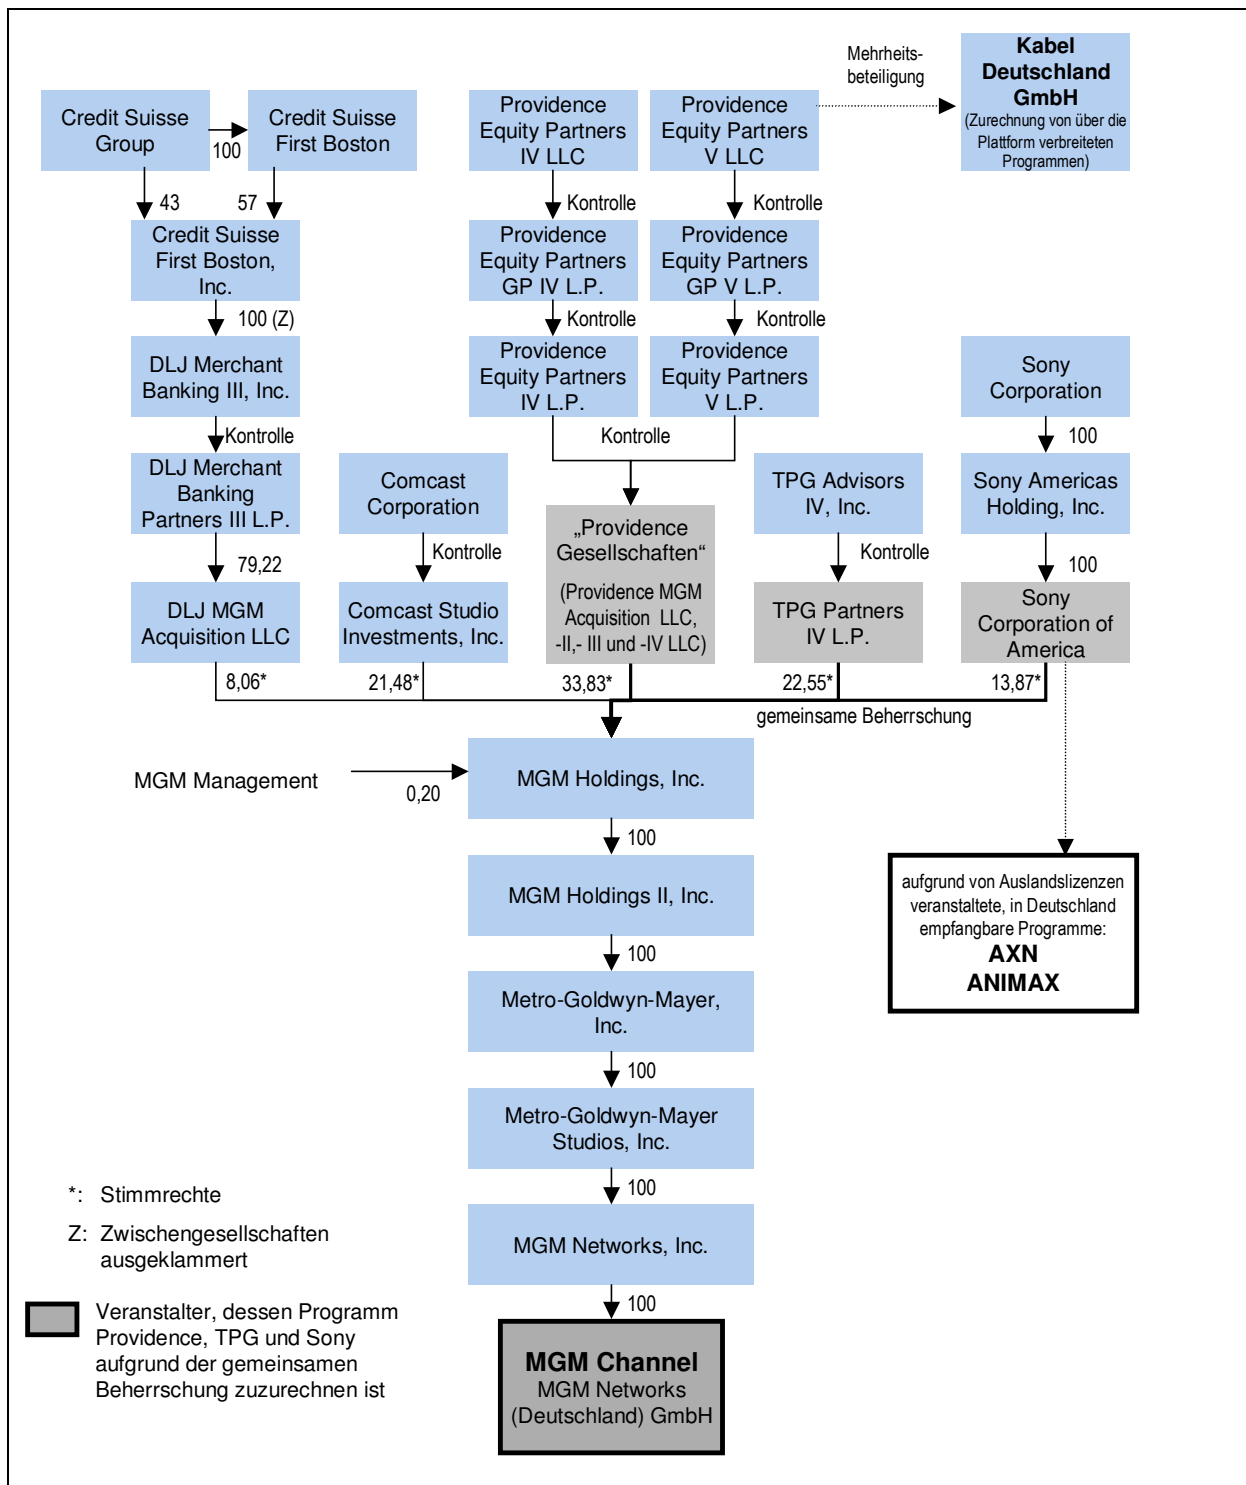 Mehrheits-
beteiligung
Kabel
Deutschland
GmbH
(Zurechnung von über die
Plattform verbreiteten
Programmen)
Credit Suisse
Group
100
Credit Suisse
First Boston
Providence
Equity Partners
IV LLC
Providence
Equity Partners
V LLC
43
57
Kontrolle
Kontrolle
Credit Suisse
First Boston,
Inc.
Providence
Equity Partners
GP IV L.P.
Providence
Equity Partners
GP V L.P.
100 (Z)
Kontrolle
Kontrolle
DLJ Merchant
Banking III, Inc.
Providence
Equity Partners
IV L.P.
Providence
Equity Partners
V L.P.
Sony
Corporation
Kontrolle
Kontrolle
100
DLJ Merchant
Banking
Partners III L.P.
Comcast
Corporation
TPG Advisors
IV, Inc.
Sony Americas
Holding, Inc.
79,22
Kontrolle
„Providence
Gesellschaften“
(Providence MGM
Acquisition LLC,
-II,- III und -IV LLC)
Kontrolle
100
DLJ MGM
Acquisition LLC
Comcast Studio
Investments, Inc.
TPG Partners
IV L.P.
Sony
Corporation of
America
8,06*
21,48*
33,83*
22,55*
13,87*
gemeinsame Beherrschung
MGM Management
0,20
MGM Holdings, Inc.
100
MGM Holdings II, Inc.
aufgrund von Auslandslizenzen
veranstaltete, in Deutschland
empfangbare Programme:
AXN
ANIMAX
100
Metro-Goldwyn-Mayer,
Inc.
100
Metro-Goldwyn-Mayer
Studios, Inc.
100
MGM Networks, Inc.
100
MGM Channel
MGM Networks
(Deutschland) GmbH
*: Stimmrechte
Z: Zwischengesellschaften
ausgeklammert
Veranstalter, dessen Programm
Providence, TPG und Sony
aufgrund der gemeinsamen
Beherrschung zuzurechnen ist